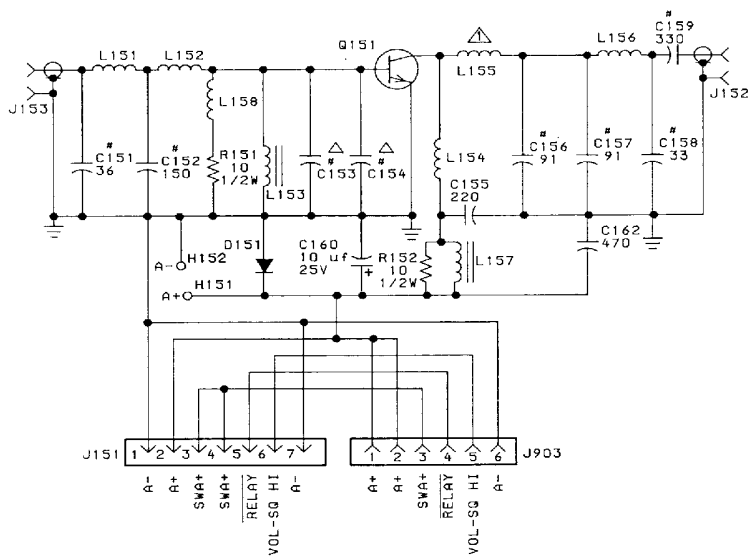 #
C159
330
Q151
1
L151
L152
L156
L155
J153
J152
L158
#
C151
36
#
C152
150
R151
10
1/2W
L153
#C153
#C154
L154
C155
220
#
C156
91
#
C157
91
#
C158
33
D151
C160
10 uf
25V
+
R152
10
1/2W
L157
C162
470
A- H152
A+ H151
J151 1 2 3 4 5 6 7
1 2 3 4 5 6 J903
A-
A+
SWA+
SWA+
RELAY
VOL-SQ HI
A-
A+
A+
SWA+
RELAY
VOL-SQ HI
A-